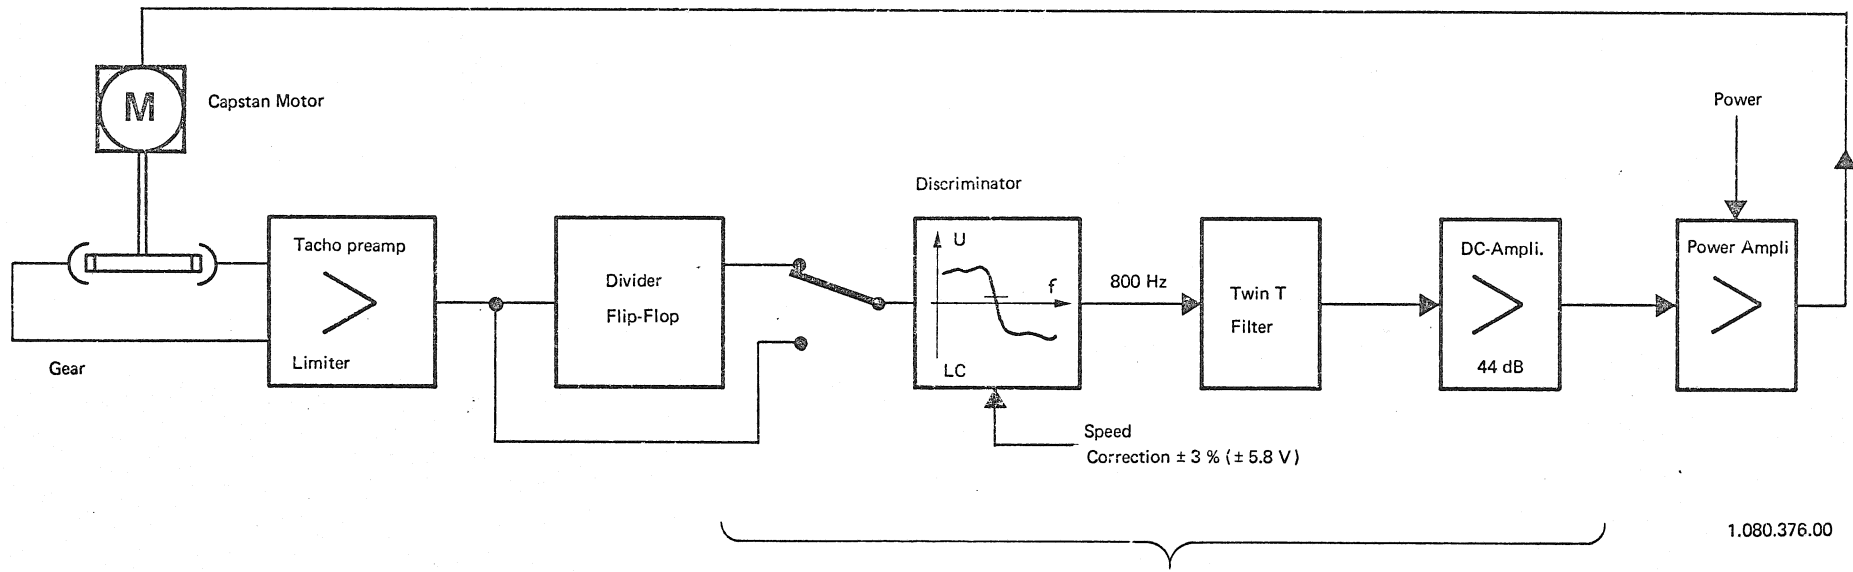 M
Capstan Motor
Power
Discriminator
Tacho preamp
Limiter
Gear
Divider
Flip-Flop
U
f
LC
800 Hz
Twin T
Filter
DC-Ampli.
44 dB
Power Ampli
Speed
Correction ± 3 % (± 5.8 V)
1.080.376.00